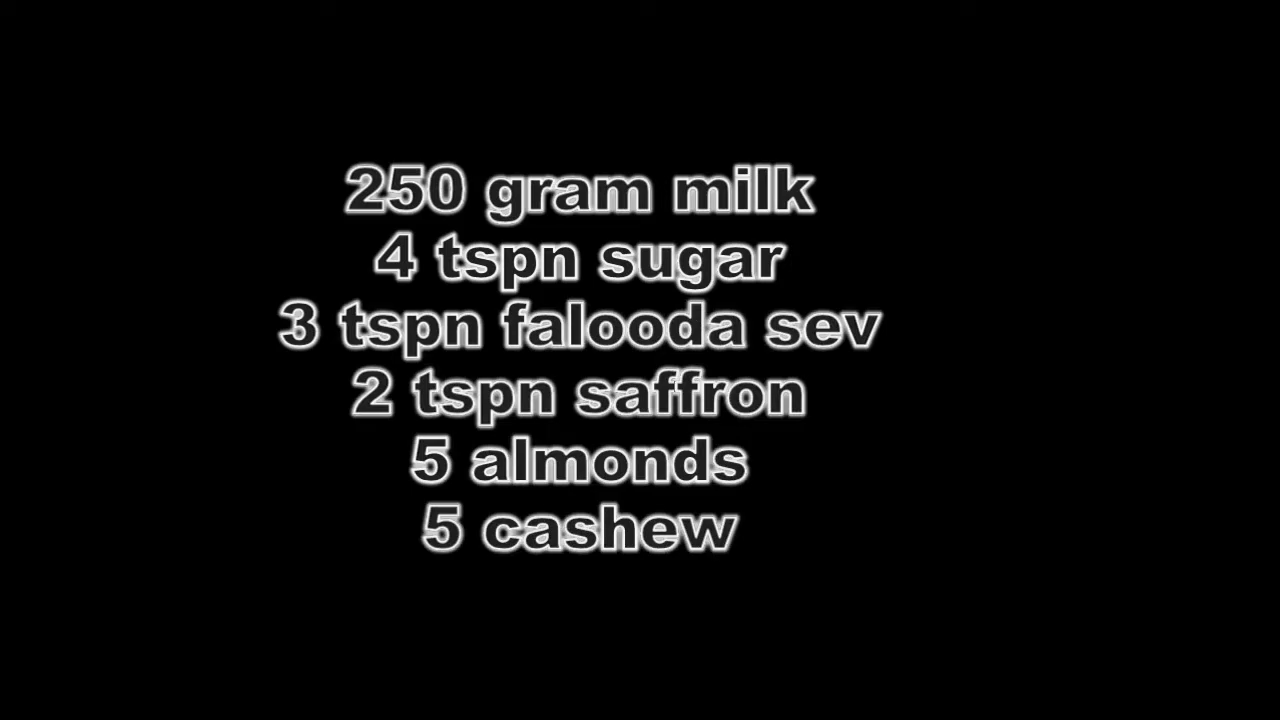 250 gram milk
4 tspn sugar
3 tspn falooda sev
2 tspn saffron
5 almonds
5 cashew